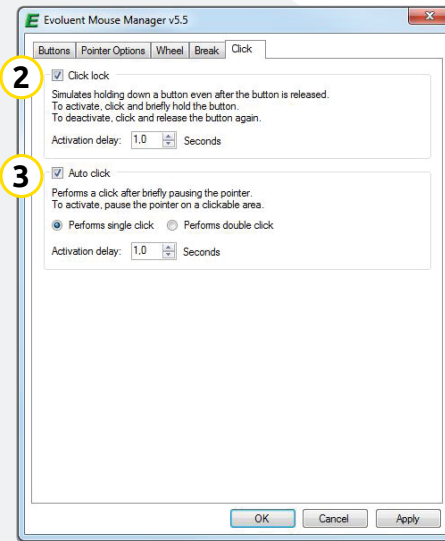 E Evoluent Mouse Manager v5.5
Buttons Pointer Options Wheel Break Click
2
Click lock
Simulates holding down a button even after the button is released.
To activate, click and briefly hold the button.
To deactivate, click and release the button again.
Activation delay: 1,0 Seconds
3
Auto click
Performs a click after briefly pausing the pointer.
To activate, pause the pointer on a clickable area.
Performs single click Performs double click
Activation delay: 1,0 Seconds
OK Cancel Apply